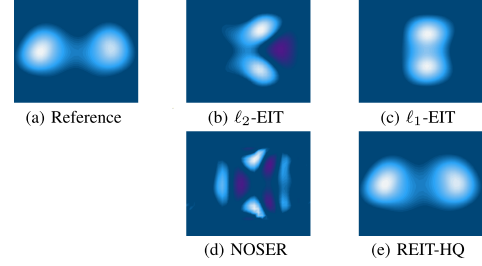 (a) Reference
(b) ℓ₂-EIT
(c) ℓ₁-EIT
(d) NOSER
(e) REIT-HQ